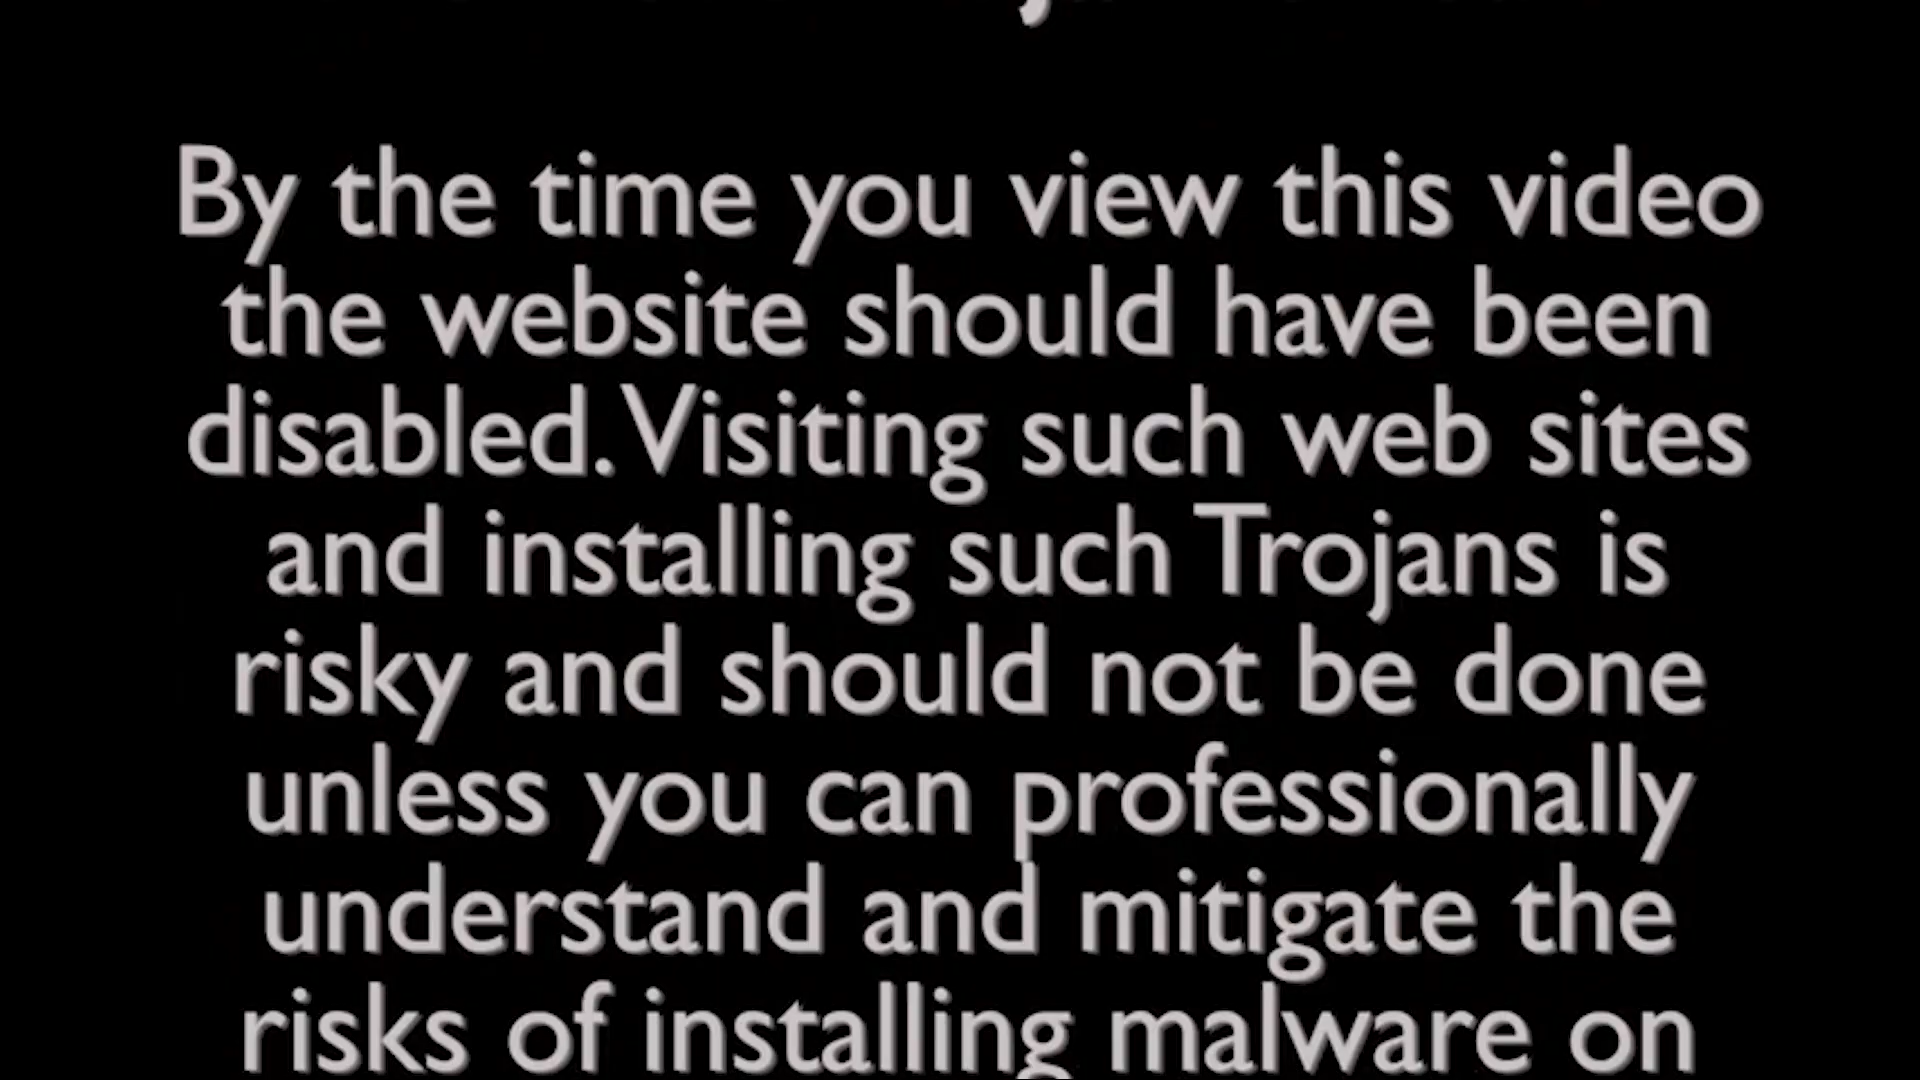 By the time you view this video
the website should have been
disabled. Visiting such web sites
and installing such Trojans is
risky and should not be done
unless you can professionally
understand and mitigate the
risks of installing malware on